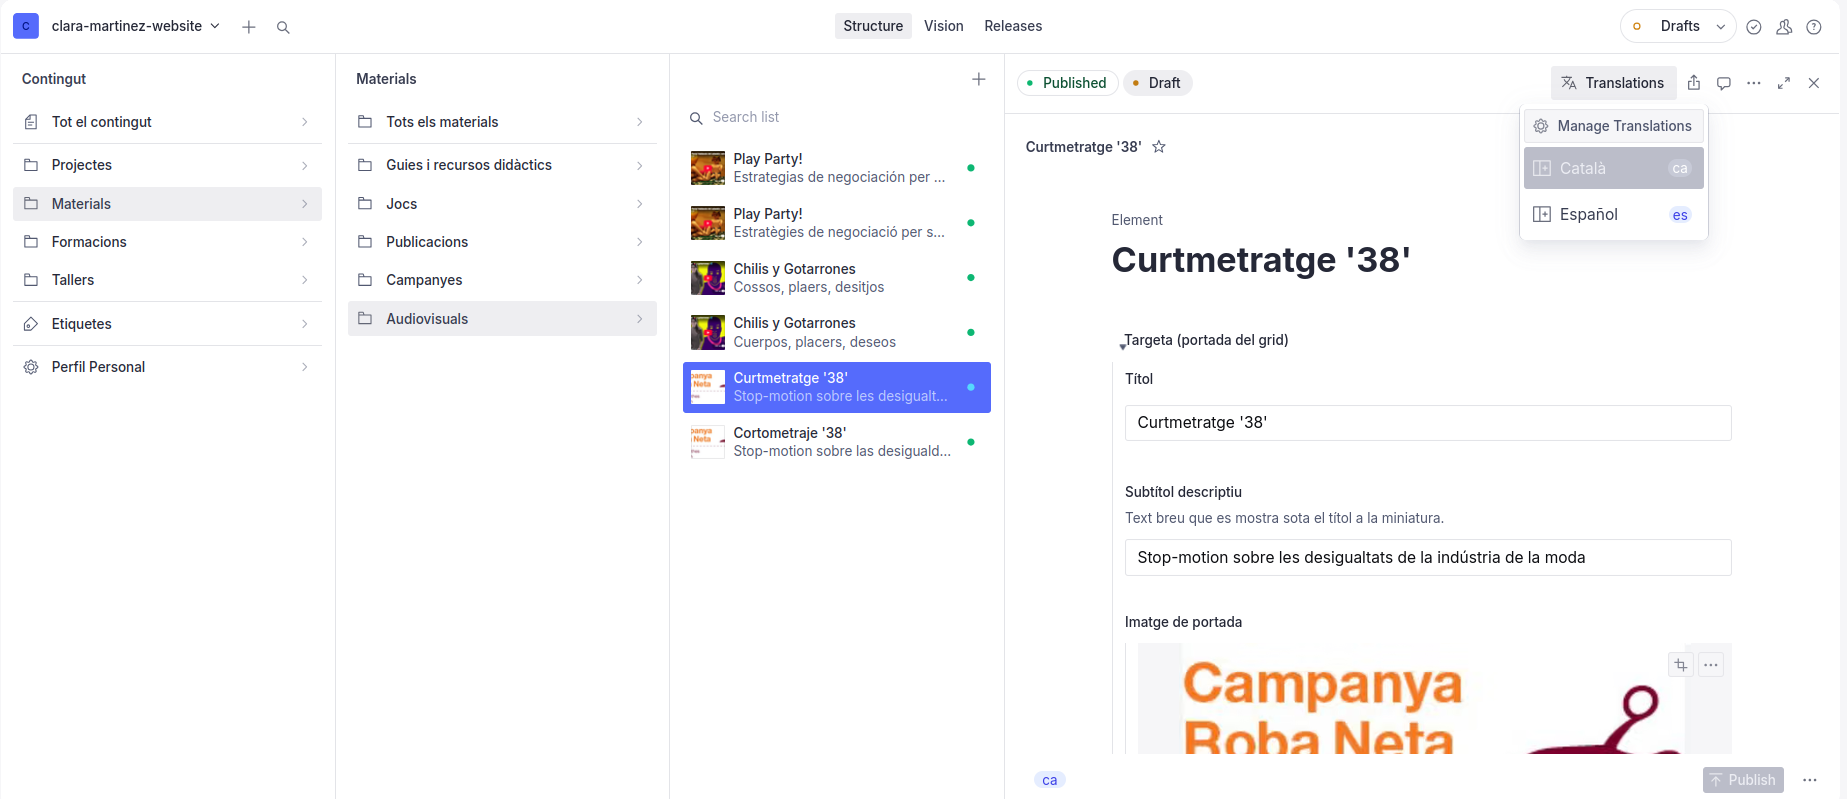 C
clara-martinez-website
Structure
Vision
Releases
Drafts
Contingut
Tot el contingut
Projectes
Materials
Formacions
Tallers
Etiquetes
Perfil Personal
Materials
Tots els materials
Guies i recursos didàctics
Jocs
Publicacions
Campanyes
Audiovisuals
Search list
Play Party!
Estrategias de negociación per ...
Play Party!
Estratègies de negociació per s...
Chilis y Gotarrones
Cossos, plaers, desitjos
Chilis y Gotarrones
Cuerpos, placers, deseos
Curtmetratge '38'
Stop-motion sobre les desigualt...
Cortometraje '38'
Stop-motion sobre las desiguald...
Published
Draft
Translations
Manage Translations
Català ca
Español es
Curtmetratge '38'
Element
Curtmetratge '38'
Targeta (portada del grid)
Títol
Curtmetratge '38'
Subtítol descriptiu
Text breu que es mostra sota el títol a la miniatura.
Stop-motion sobre les desigualtats de la indústria de la moda
Imatge de portada
Campanya
Roba Neta
ca
Publish